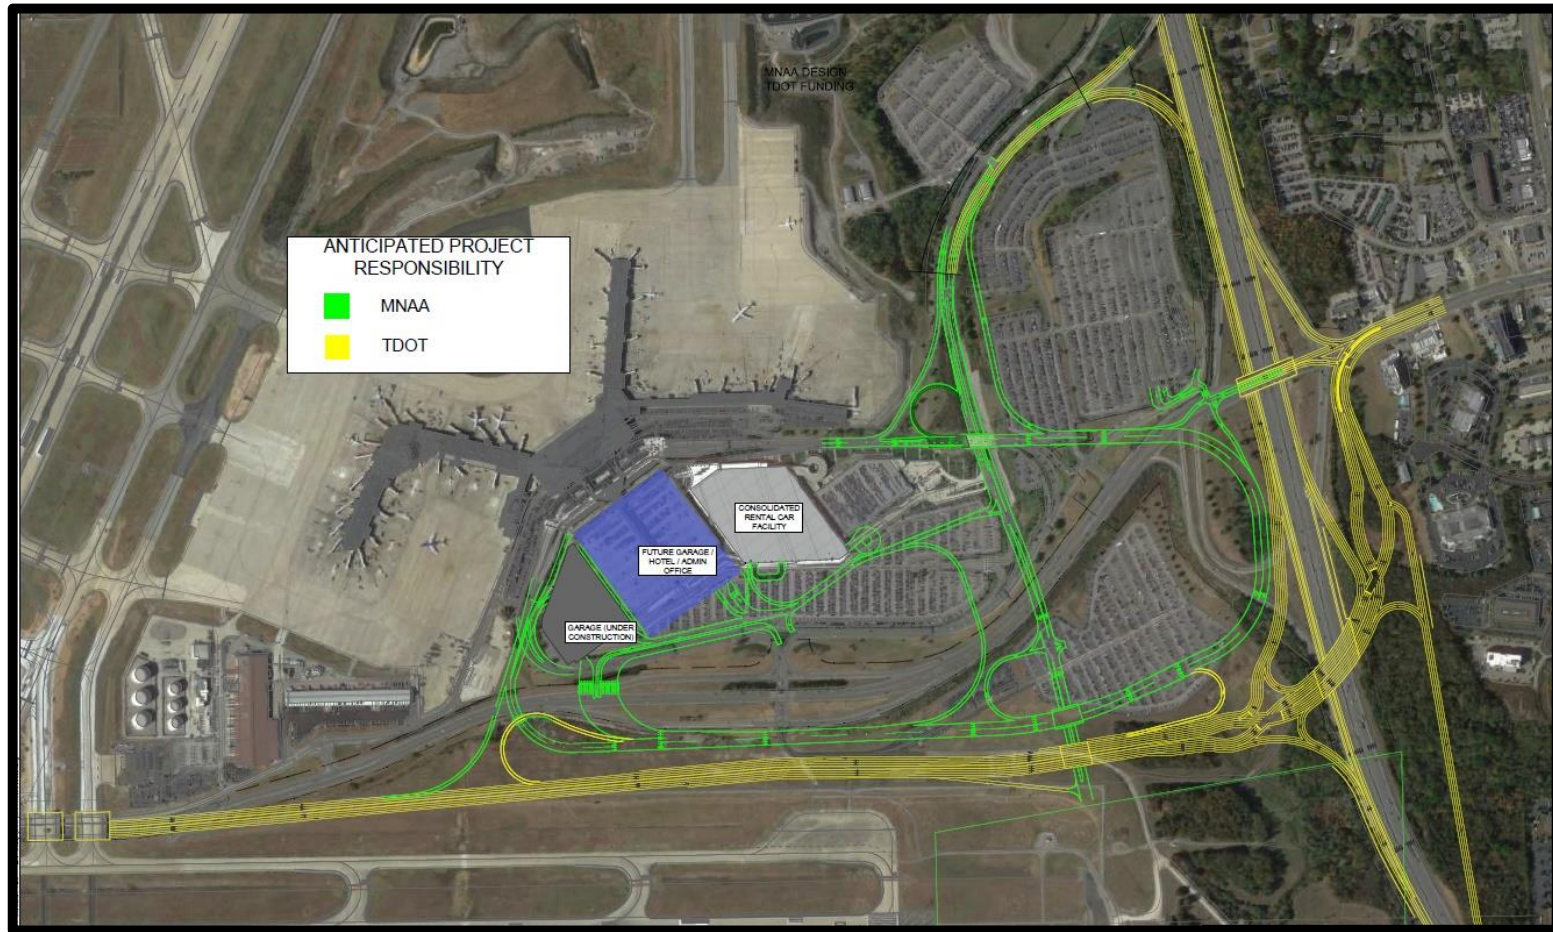 MNAA DESIGN
TDOT FUNDING
ANTICIPATED PROJECT
RESPONSIBILITY
MNAA
TDOT
CONSOLIDATED
RENTAL CAR
FACILITY
FUTURE GARAGE /
HOTEL / ADMIN
OFFICE
GARAGE (UNDER
CONSTRUCTION)